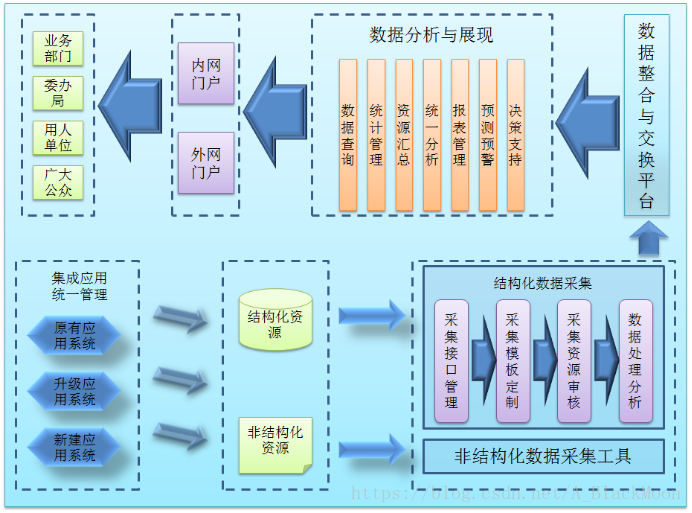 业务
部门
委办
局
用人
单位
广大
公众
内网
门户
外网
门户
数据分析与展现
数据查询
统计管理
资源汇总
统一分析
报表管理
预测预警
决策支持
数据整合与交换平台
集成应用
统一管理
原有应
用系统
升级应
用系统
新建应
用系统
结构化资
源
非结构化
资源
结构化数据采集
采集接口管理
采集模板定制
采集资源审核
数据处理分析
非结构化数据采集工具
https://blog.csdn.net/A_BlackMoon